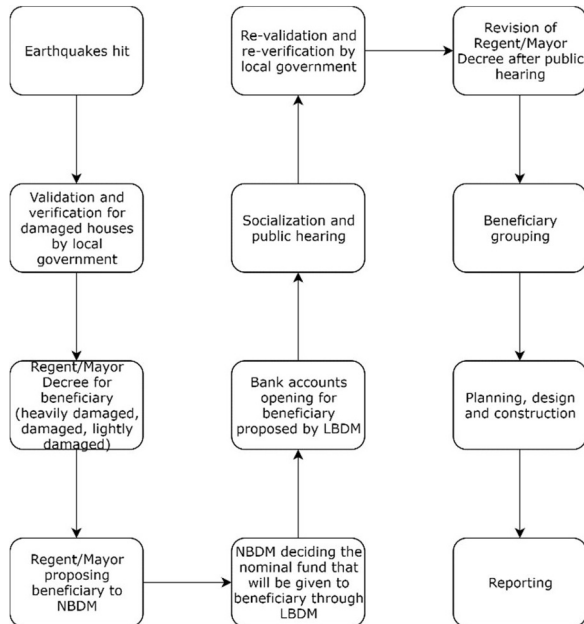 Earthquakes hit
Validation and
verification for
damaged houses
by local
government
Regent/Mayor
Decree for
beneficiary
(heavily damaged,
damaged, lightly
damaged)
Regent/Mayor
proposing
beneficiary to
NBDM
NBDM deciding the
nominal fund that
will be given to
beneficiary through
LBDM
Bank accounts
opening for
beneficiary
proposed by LBDM
Socialization and
public hearing
Re-validation and
re-verification by
local government
Revision of
Regent/Mayor
Decree after public
hearing
Beneficiary
grouping
Planning, design
and construction
Reporting